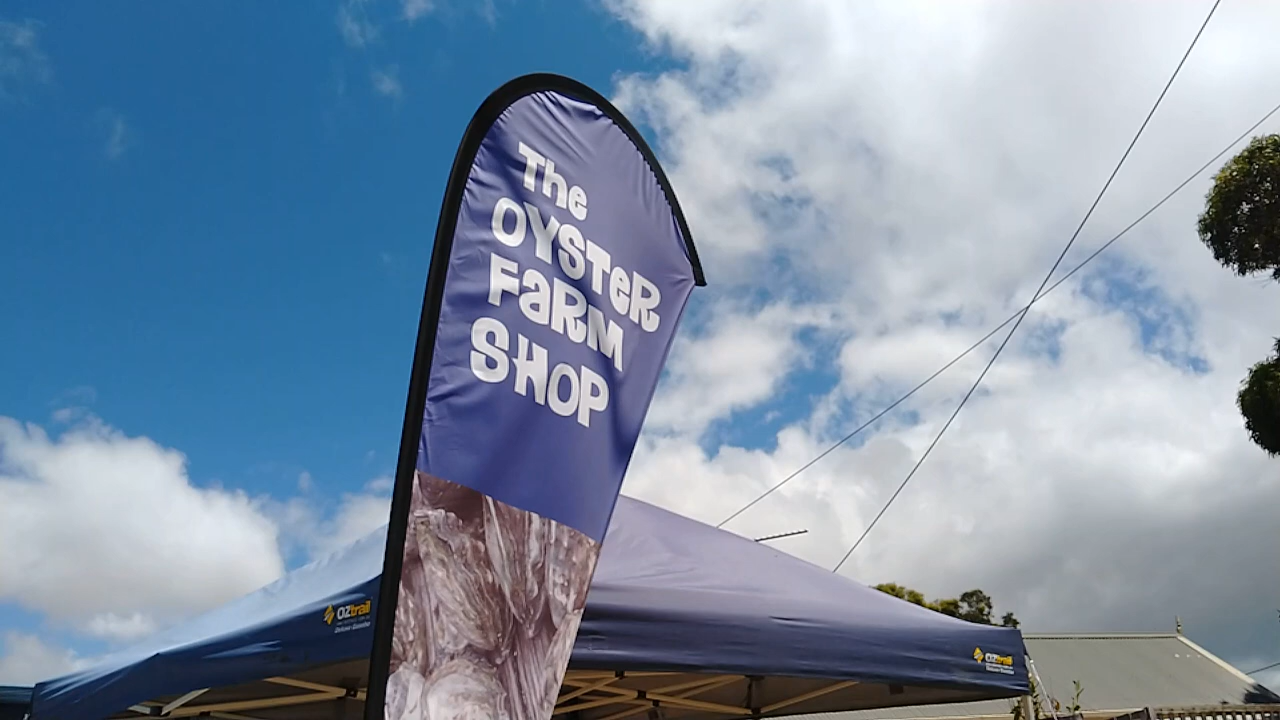 The
OYSTeR
FaRM
SHOP
OZtrail
OZtrail